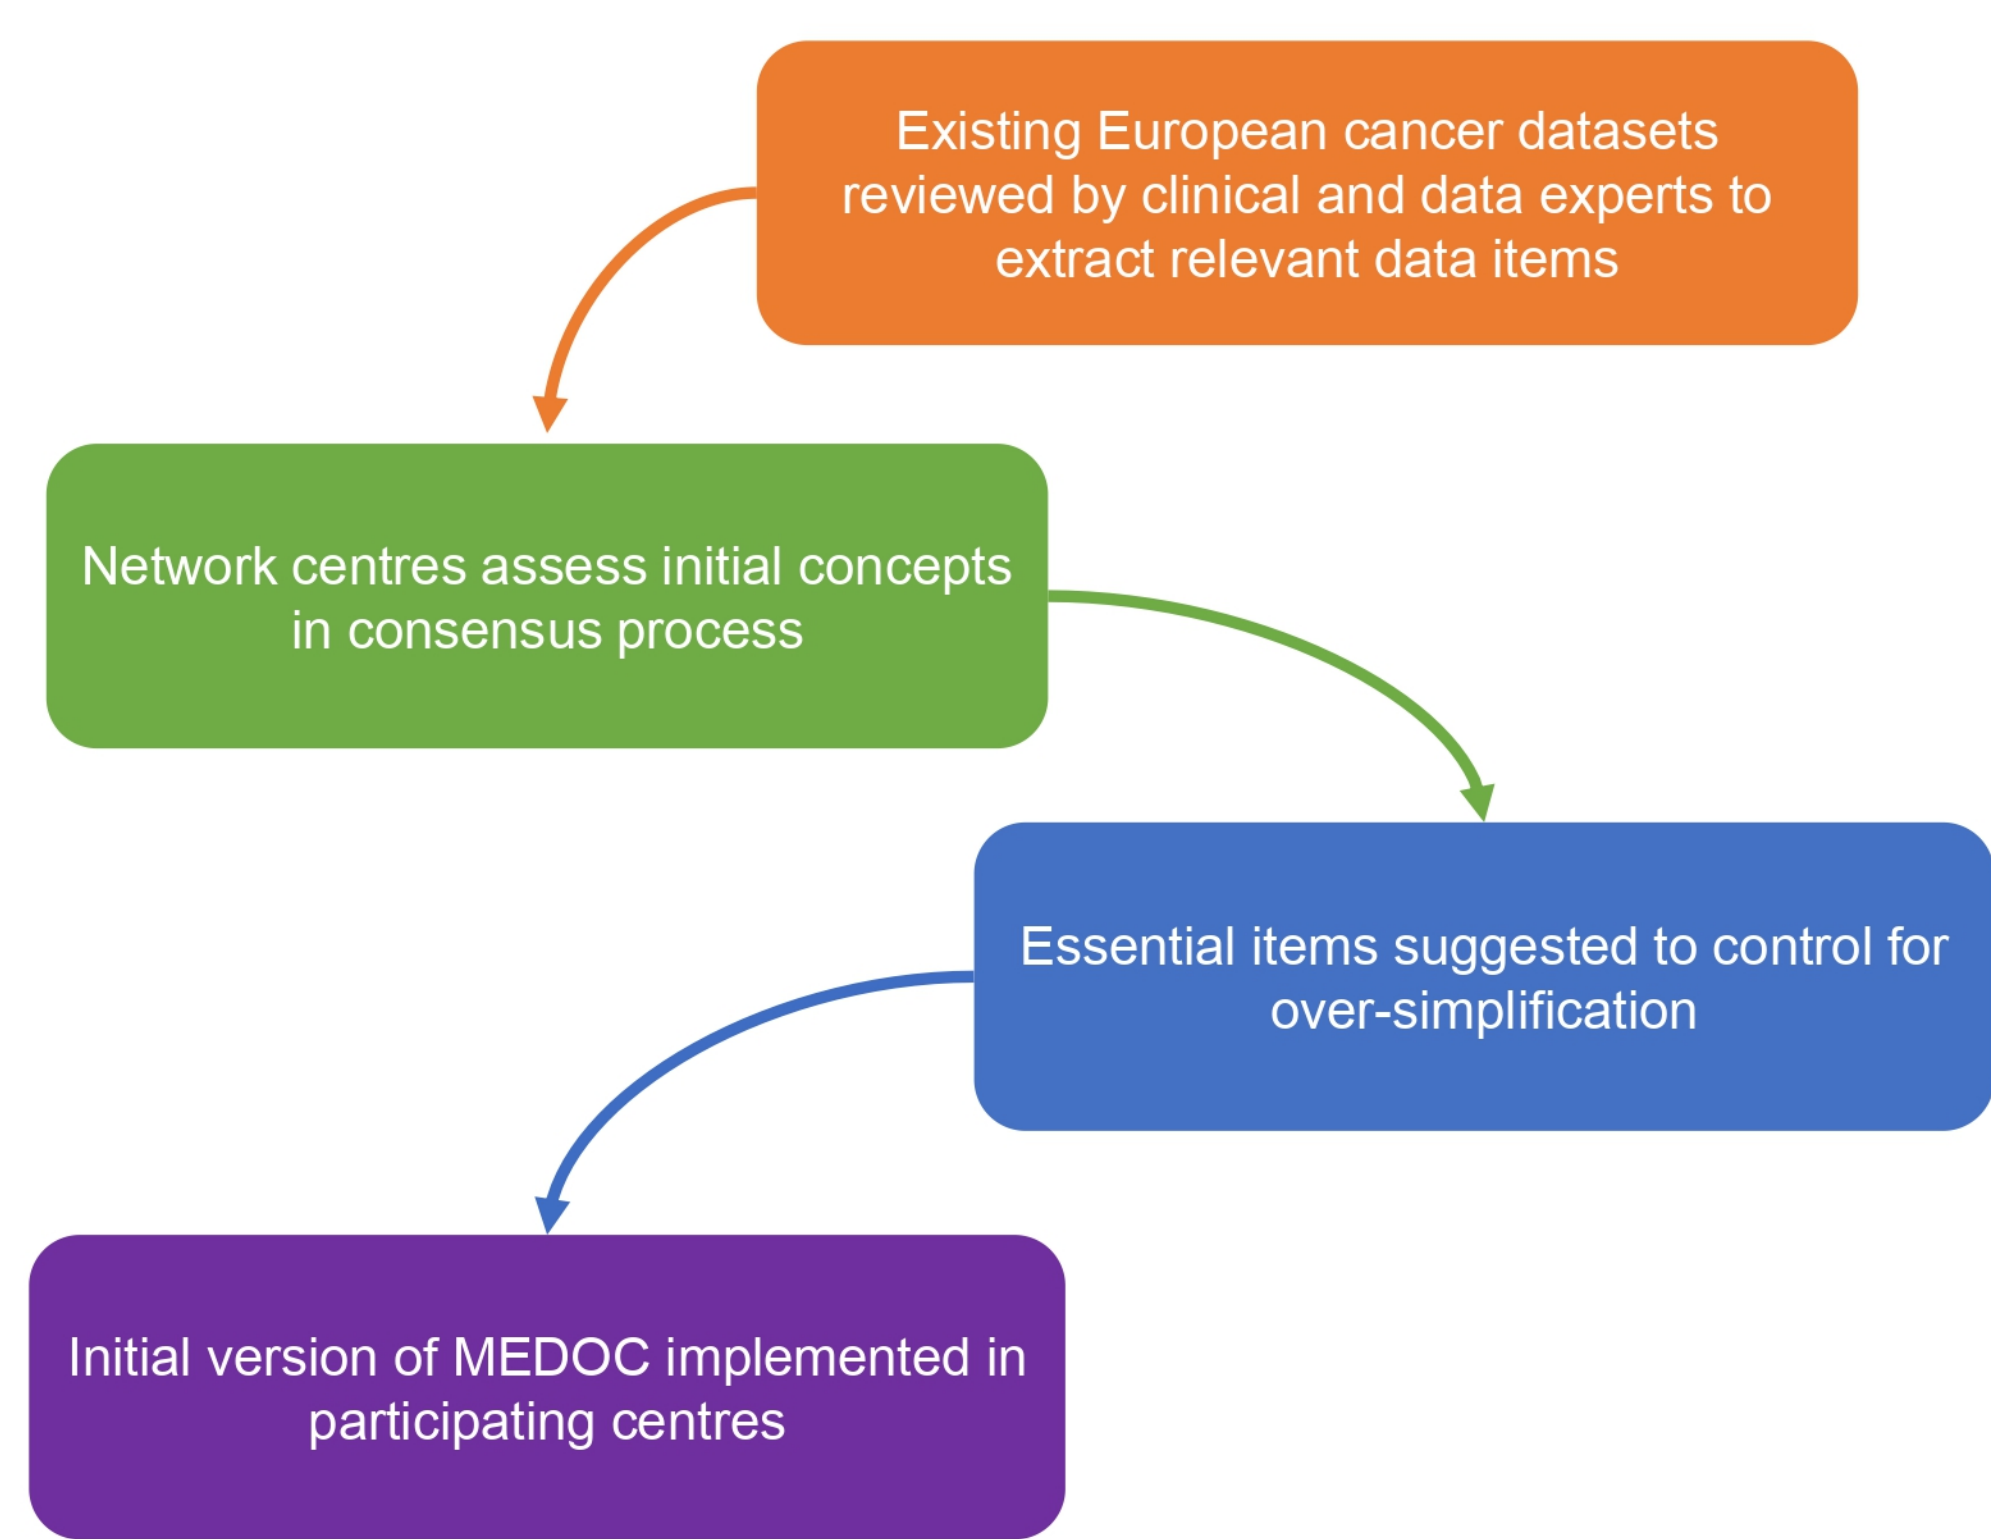 Existing European cancer datasets
reviewed by clinical and data experts to
extract relevant data items
Network centres assess initial concepts
in consensus process
Essential items suggested to control for
over-simplification
Initial version of MEDOC implemented in
participating centres